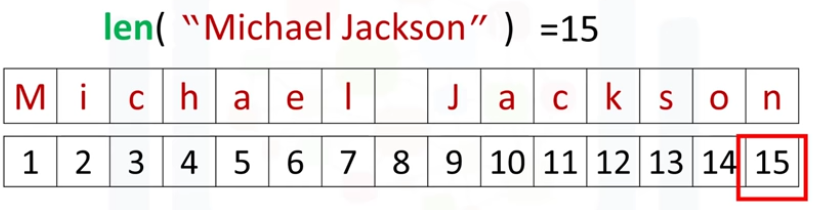 len( “Michael Jackson” ) =15
M i c h a e l J a c k s o n
1 2 3 4 5 6 7 8 9 10 11 12 13 14 15